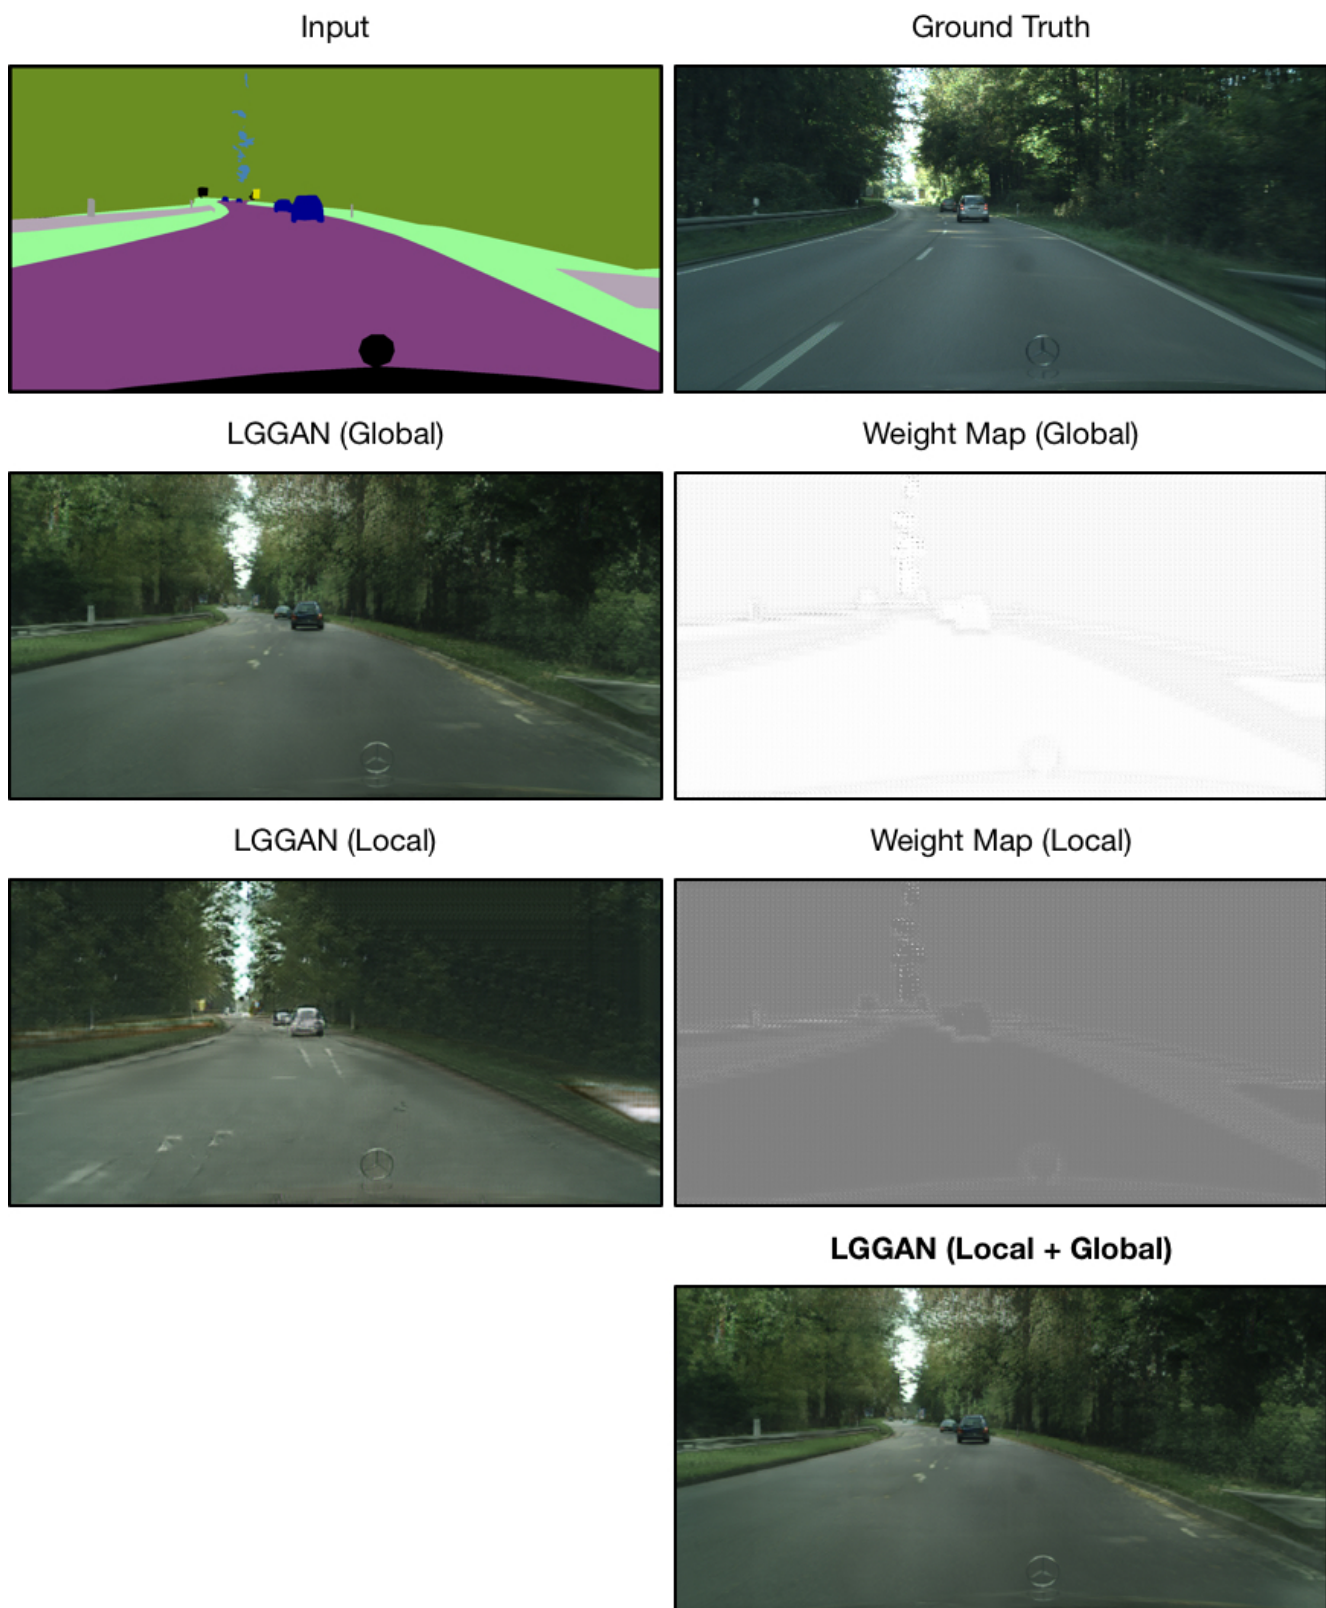 Input
Ground Truth
LGGAN (Global)
Weight Map (Global)
LGGAN (Local)
Weight Map (Local)
LGGAN (Local + Global)